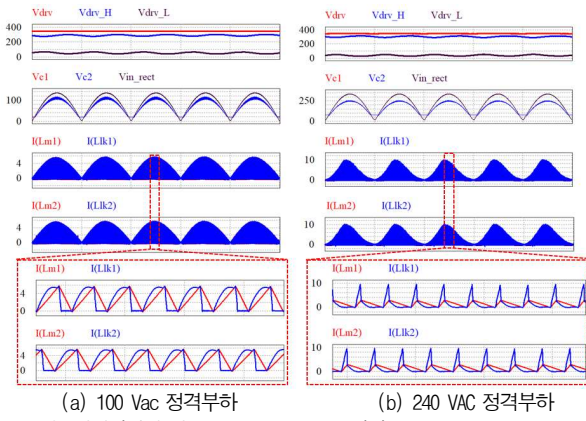 Vdrv Vdrv_H Vdrv_L
400
200
0
Vc1 Vc2 Vin_rect
100
0
I(Lm1) I(Llk1)
4
0
I(Lm2) I(Llk2)
4
0
I(Lm1) I(Llk1)
4
0
I(Lm2) I(Llk2)
4
0
(a) 100 Vac 정격부하
Vdrv Vdrv_H Vdrv_L
400
200
0
Vc1 Vc2 Vin_rect
250
0
I(Lm1) I(Llk1)
10
0
I(Lm2) I(Llk2)
10
0
I(Lm1) I(Llk1)
10
0
I(Lm2) I(Llk2)
10
0
(b) 240 VAC 정격부하